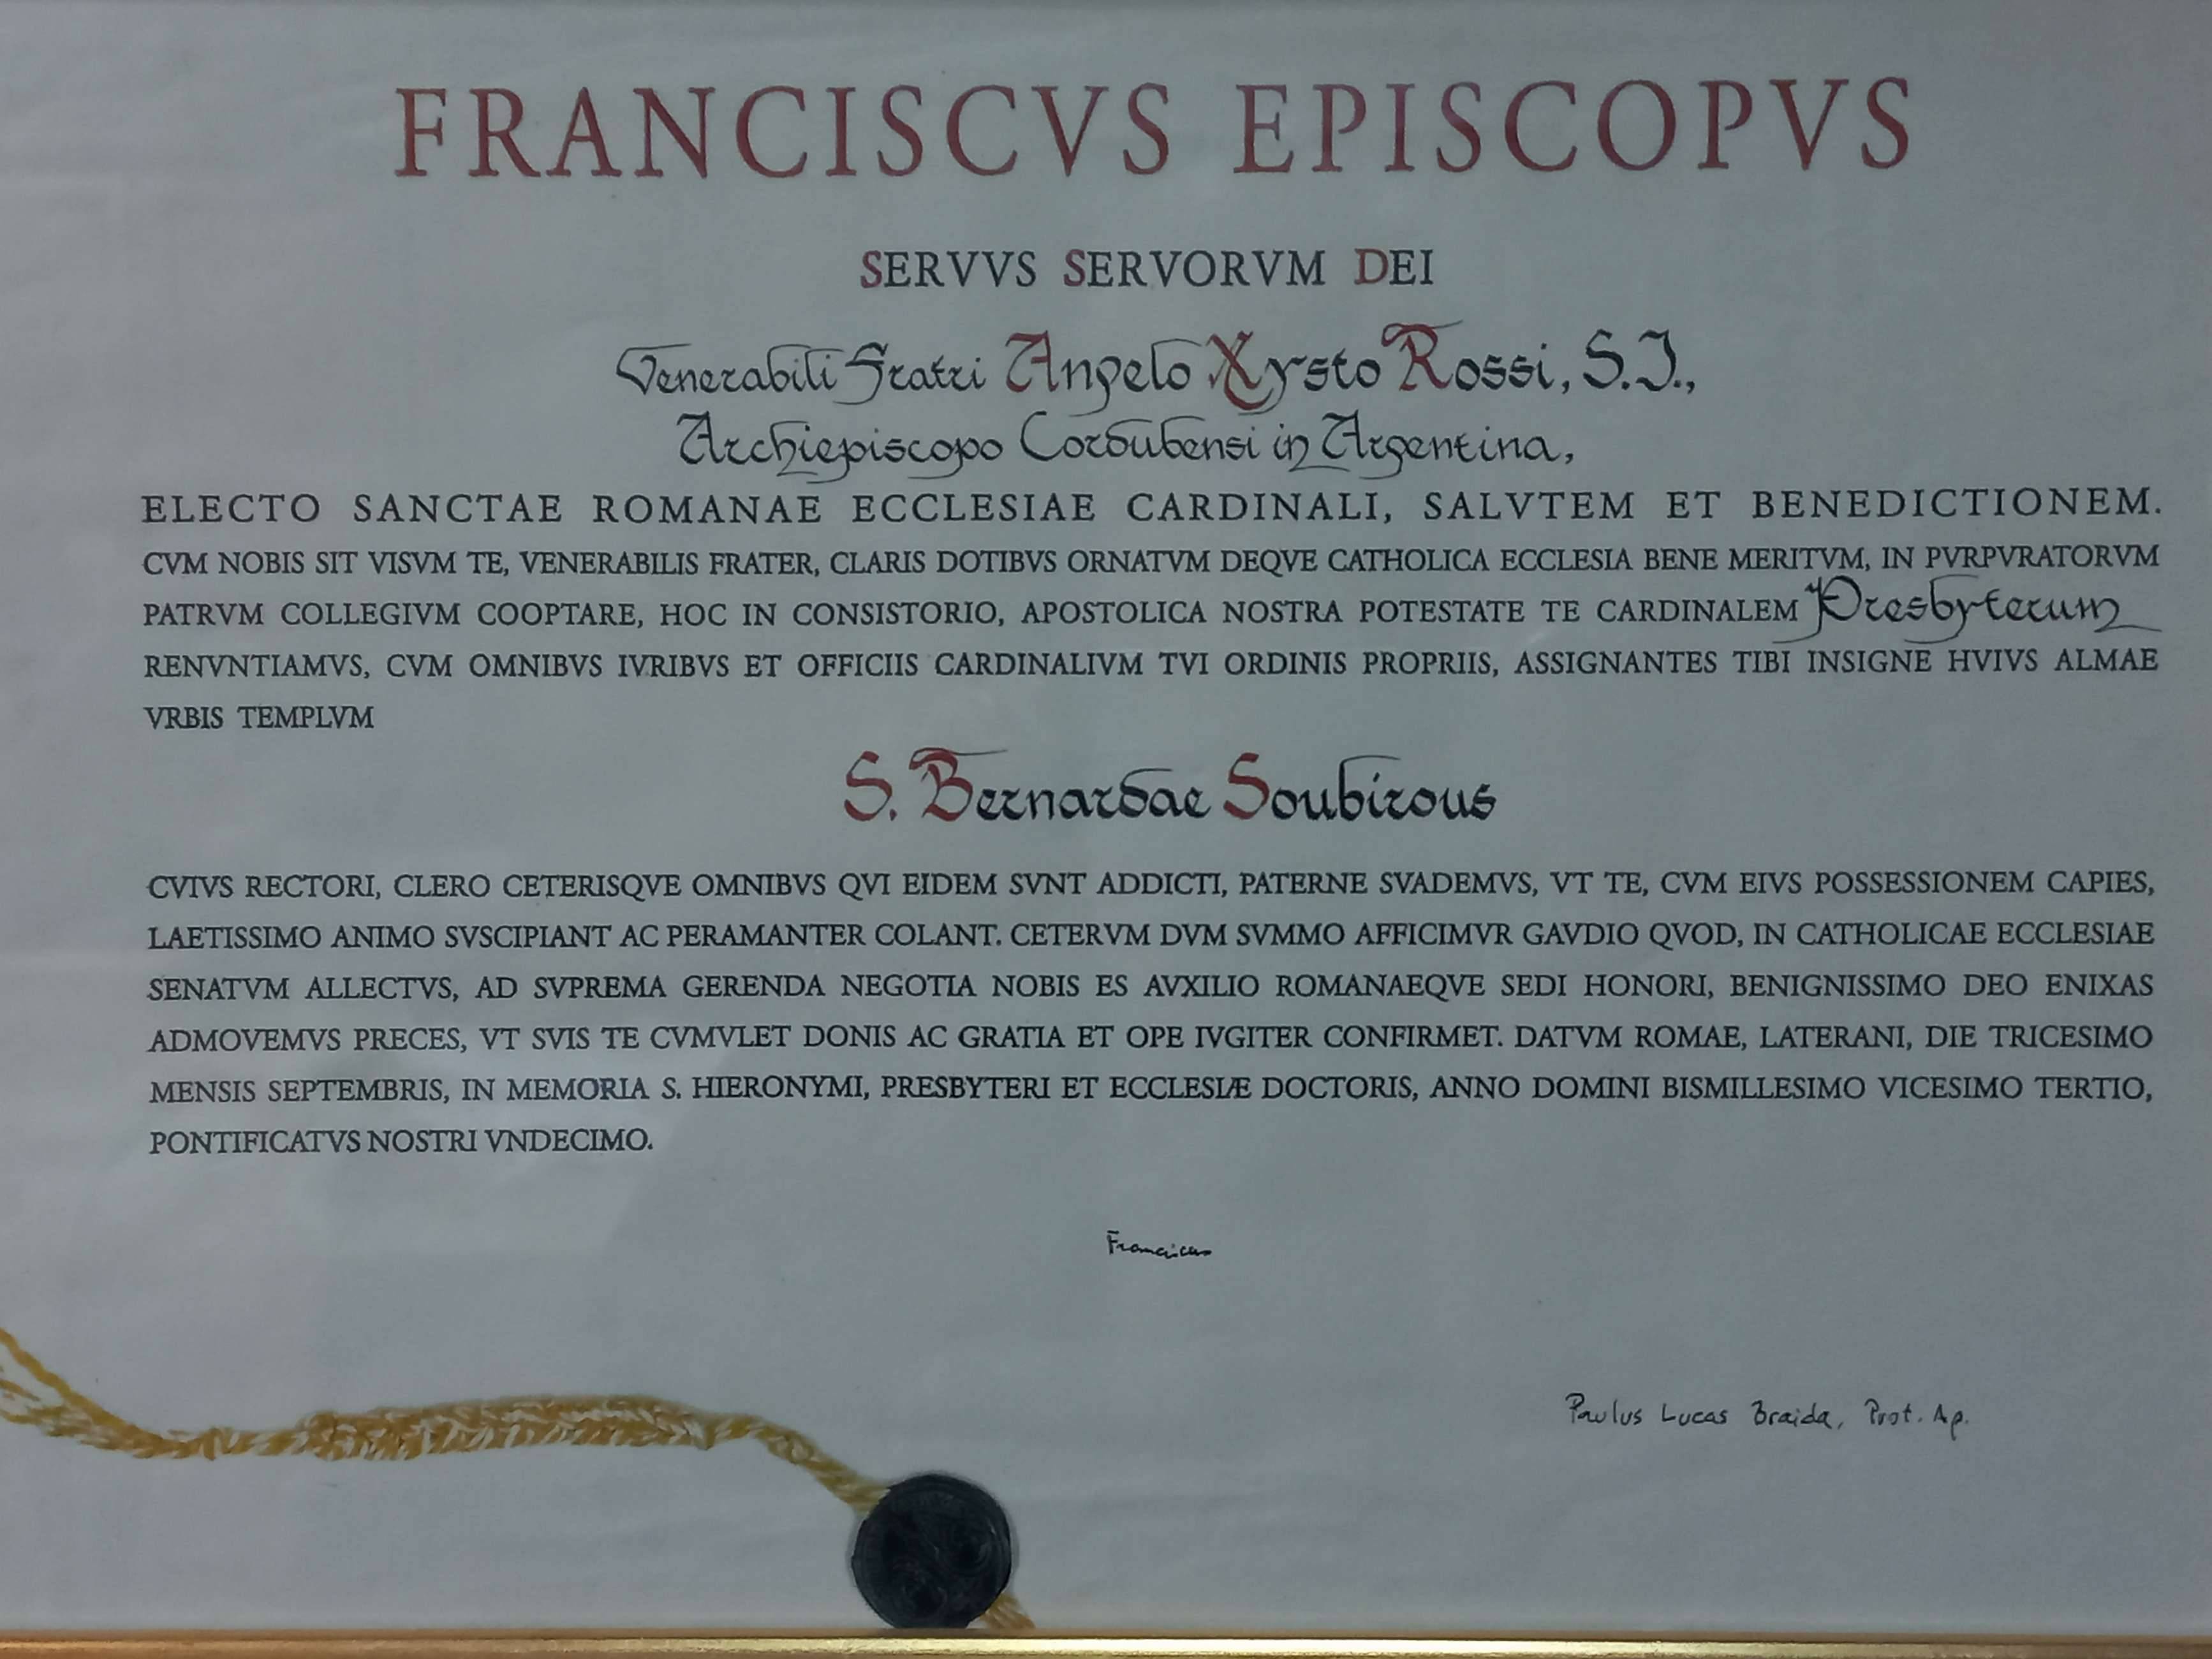 FRANCISCVS EPISCOPVS
SERVVS SERVORVM DEI
Venerabili Fratri Angelo Xysto Rossi, S.I.,
Archiepiscopo Cordubensi in Argentina,
ELECTO SANCTAE ROMANAE ECCLESIAE CARDINALI, SALVTEM ET BENEDICTIONEM.
CVM NOBIS SIT VISVM TE, VENERABILIS FRATER, CLARIS DOTIBVS ORNATVM DEQVE CATHOLICA ECCLESIA BENE MERITVM, IN PVRPVRATORVM
PATRVM COLLEGIVM COOPTARE, HOC IN CONSISTORIO, APOSTOLICA NOSTRA POTESTATE TE CARDINALEM Presbyterum
RENVNTIAMVS, CVM OMNIBVS IVRIBVS ET OFFICIIS CARDINALIVM TVI ORDINIS PROPRIIS, ASSIGNANTES TIBI INSIGNE HVIVS ALMAE
VRBIS TEMPLVM
S. Bernardae Soubirous
CVIVS RECTORI, CLERO CETERISQVE OMNIBVS QVI EIDEM SVNT ADDICTI, PATERNE SVADEMVS, VT TE, CVM EIVS POSSESSIONEM CAPIES,
LAETISSIMO ANIMO SVSCIPIANT AC PERAMANTER COLANT. CETERVM DVM SVMMO AFFICIMVR GAVDIO QVOD, IN CATHOLICAE ECCLESIAE
SENATVM ALLECTVS, AD SVPREMA GERENDA NEGOTIA NOBIS ES AVXILIO ROMANAEQVE SEDI HONORI, BENIGNISSIMO DEO ENIXAS
ADMOVEMVS PRECES, VT SVIS TE CVMVLET DONIS AC GRATIA ET OPE IVGITER CONFIRMET. DATVM ROMAE, LATERANI, DIE TRICESIMO
MENSIS SEPTEMBRIS, IN MEMORIA S. HIERONYMI, PRESBYTERI ET ECCLESIÆ DOCTORIS, ANNO DOMINI BISMILLESIMO VICESIMO TERTIO,
PONTIFICATVS NOSTRI VNDECIMO.
Franciscus
Paulus Lucas Braida, Prot. Ap.